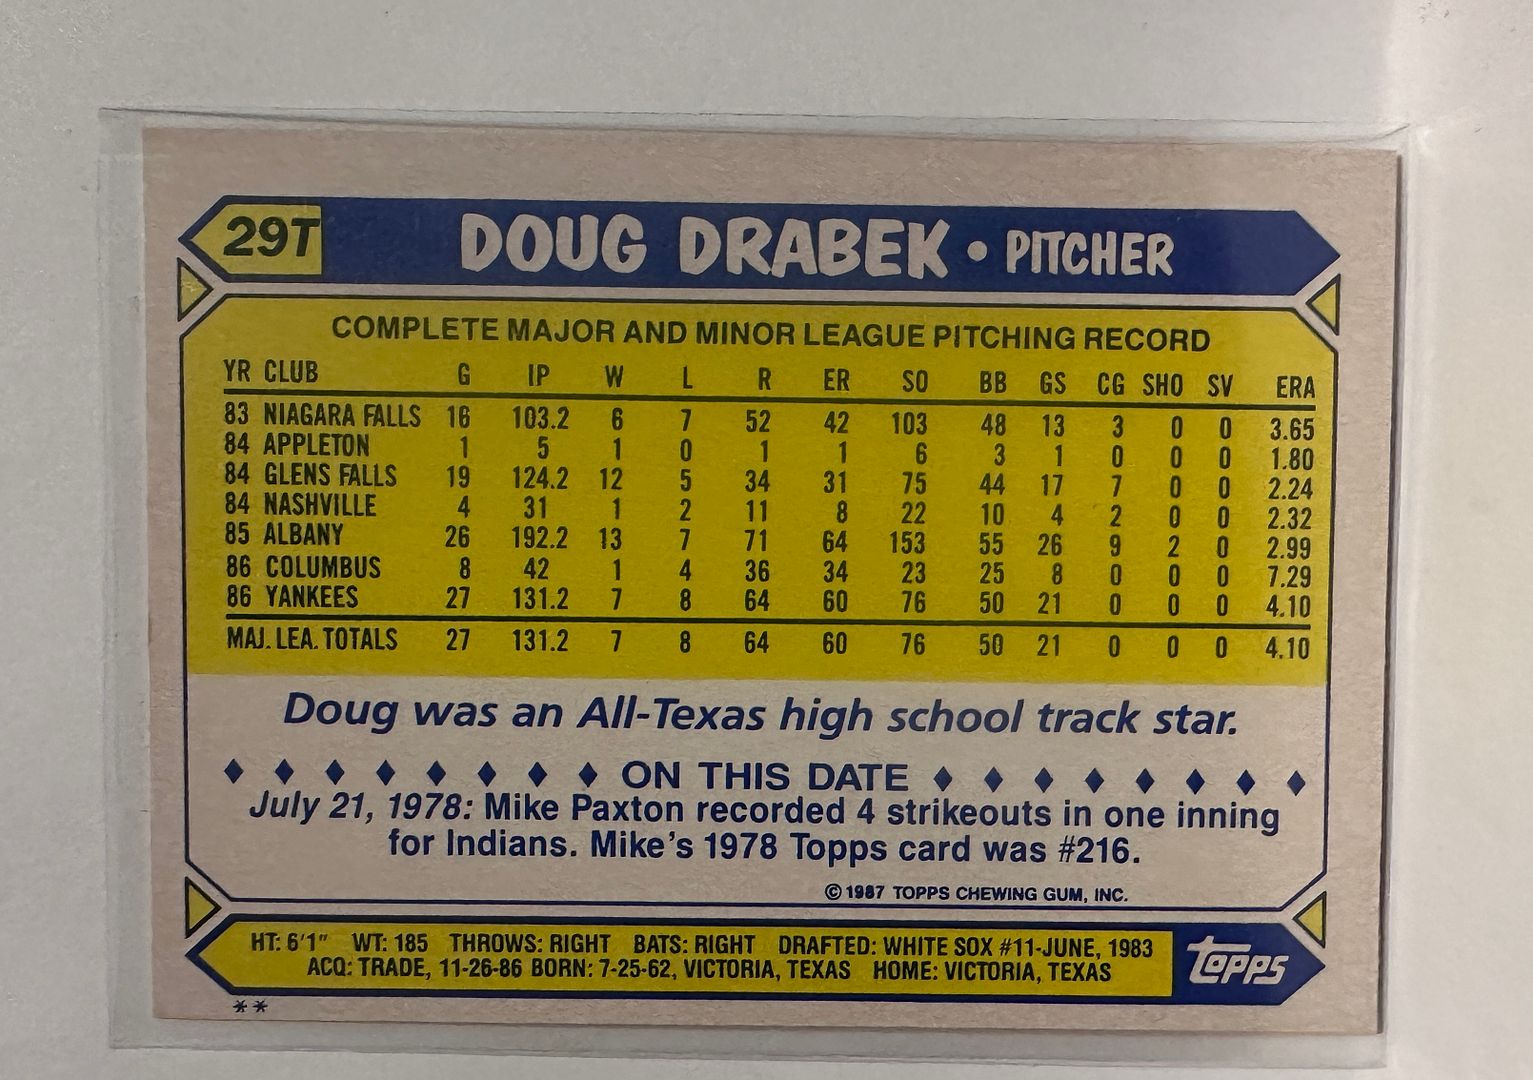 29T DOUG DRABEK • PITCHER
COMPLETE MAJOR AND MINOR LEAGUE PITCHING RECORD
YR CLUB G IP W L R ER SO BB GS CG SHO SV ERA
83 NIAGARA FALLS 16 103.2 6 7 52 42 103 48 13 3 0 0 3.65
84 APPLETON 1 5 1 0 1 1 6 3 1 0 0 0 1.80
84 GLENS FALLS 19 124.2 12 5 34 31 75 44 17 7 0 0 2.24
84 NASHVILLE 4 31 1 2 11 8 22 10 4 2 0 0 2.32
85 ALBANY 26 192.2 13 7 71 64 153 55 26 9 2 0 2.99
86 COLUMBUS 8 42 1 4 36 34 23 25 8 0 0 0 7.29
86 YANKEES 27 131.2 7 8 64 60 76 50 21 0 0 0 4.10
MAJ. LEA. TOTALS 27 131.2 7 8 64 60 76 50 21 0 0 0 4.10
Doug was an All-Texas high school track star.
♦ ♦ ♦ ♦ ♦ ♦ ♦ ♦ ON THIS DATE ♦ ♦ ♦ ♦ ♦ ♦ ♦ ♦
July 21, 1978: Mike Paxton recorded 4 strikeouts in one inning
for Indians. Mike's 1978 Topps card was #216.
© 1987 TOPPS CHEWING GUM, INC.
HT: 6'1" WT: 185 THROWS: RIGHT BATS: RIGHT DRAFTED: WHITE SOX #11-JUNE, 1983
ACQ: TRADE, 11-26-86 BORN: 7-25-62, VICTORIA, TEXAS HOME: VICTORIA, TEXAS
topps
**